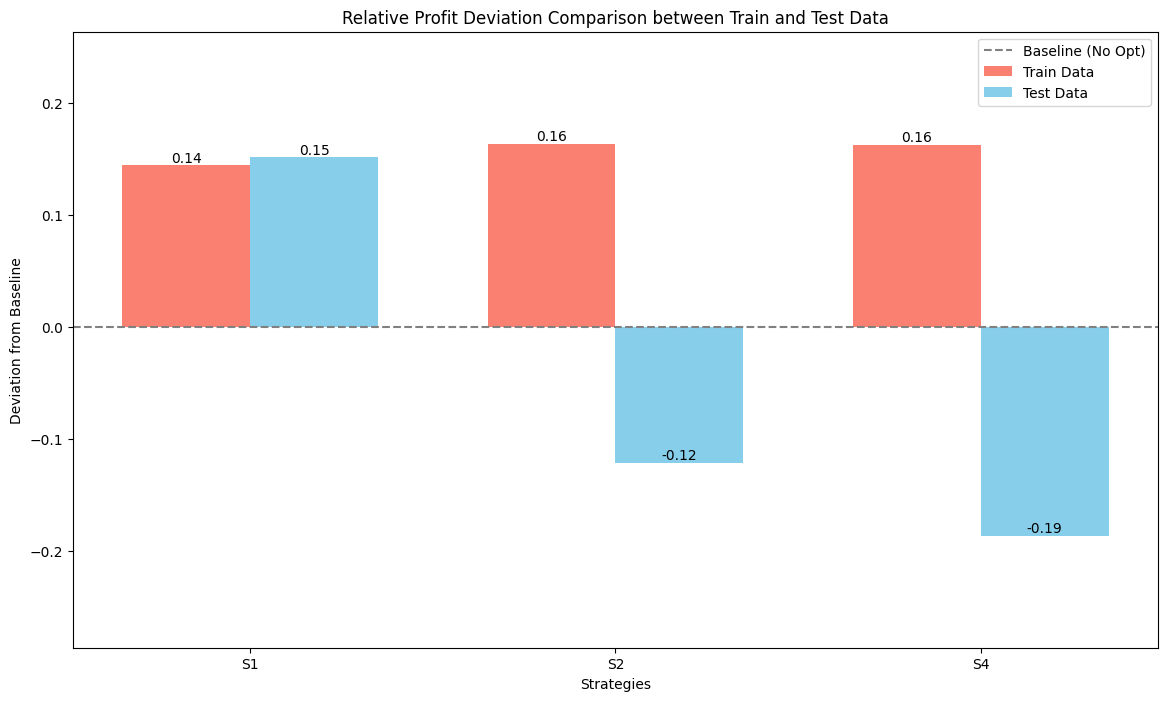 Relative Profit Deviation Comparison between Train and Test Data
Baseline (No Opt)
Train Data
Test Data
Deviation from Baseline
0.2
0.1
0.0
−0.1
−0.2
0.14
0.15
0.16
-0.12
0.16
-0.19
S1
S2
S4
Strategies